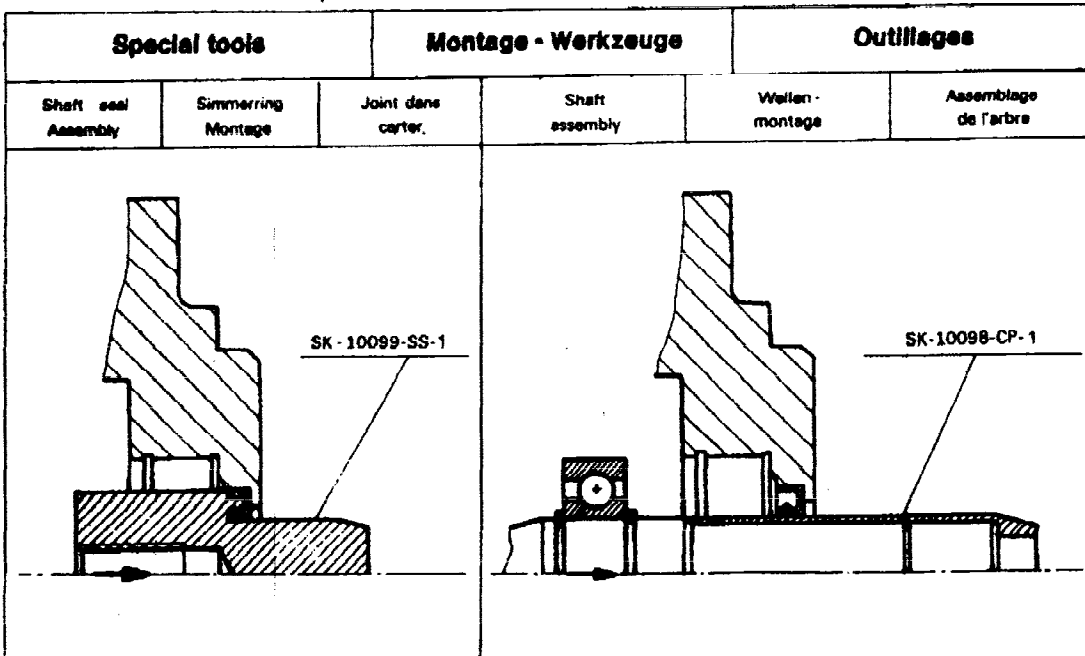 Special tools
Montage - Werkzeuge
Outillages
Shaft seal
Assembly
Simmerring
Montage
Joint dans
carter.
Shaft
assembly
Wellen -
montage
Assemblage
de l'arbre
SK - 10099-SS-1
SK-10098-CP-1